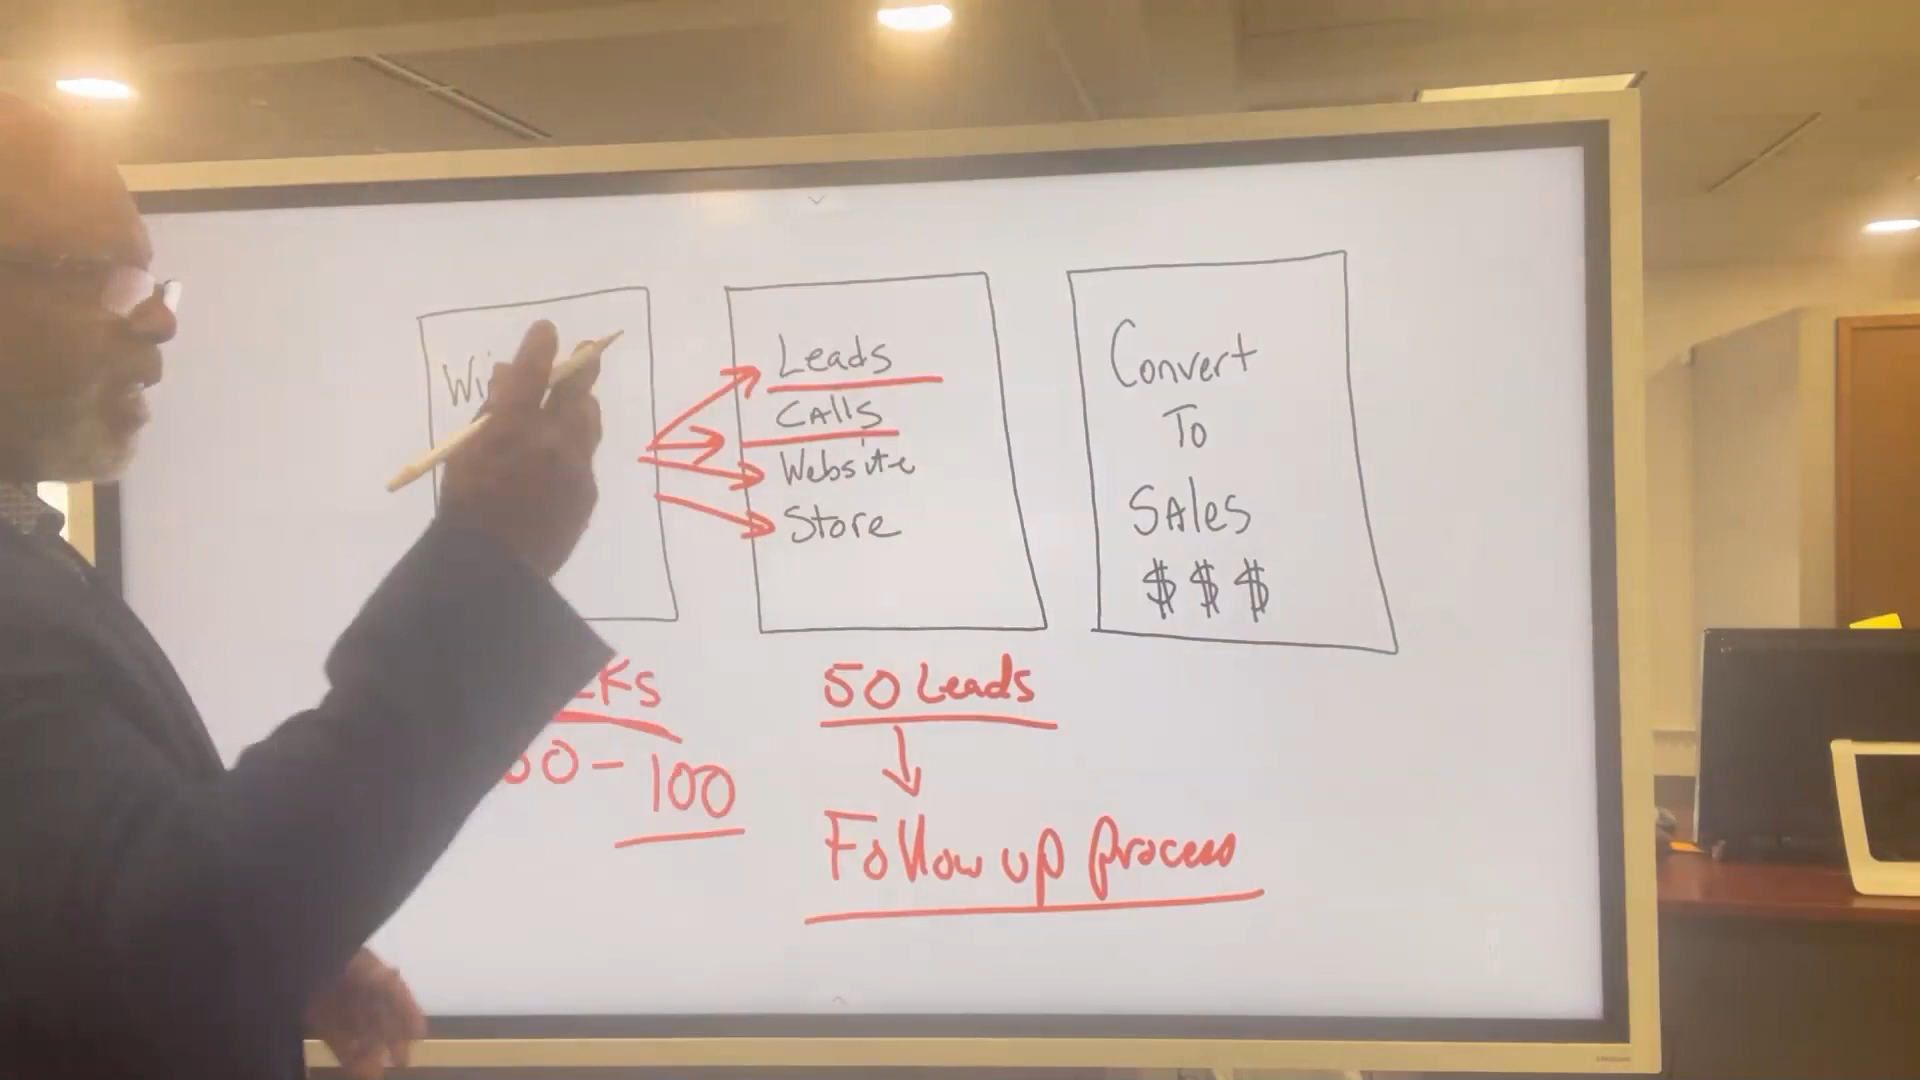 Leads
Calls
Website
Store
Convert
To
Sales
$ $ $
- 100
50 Leads
Follow up process